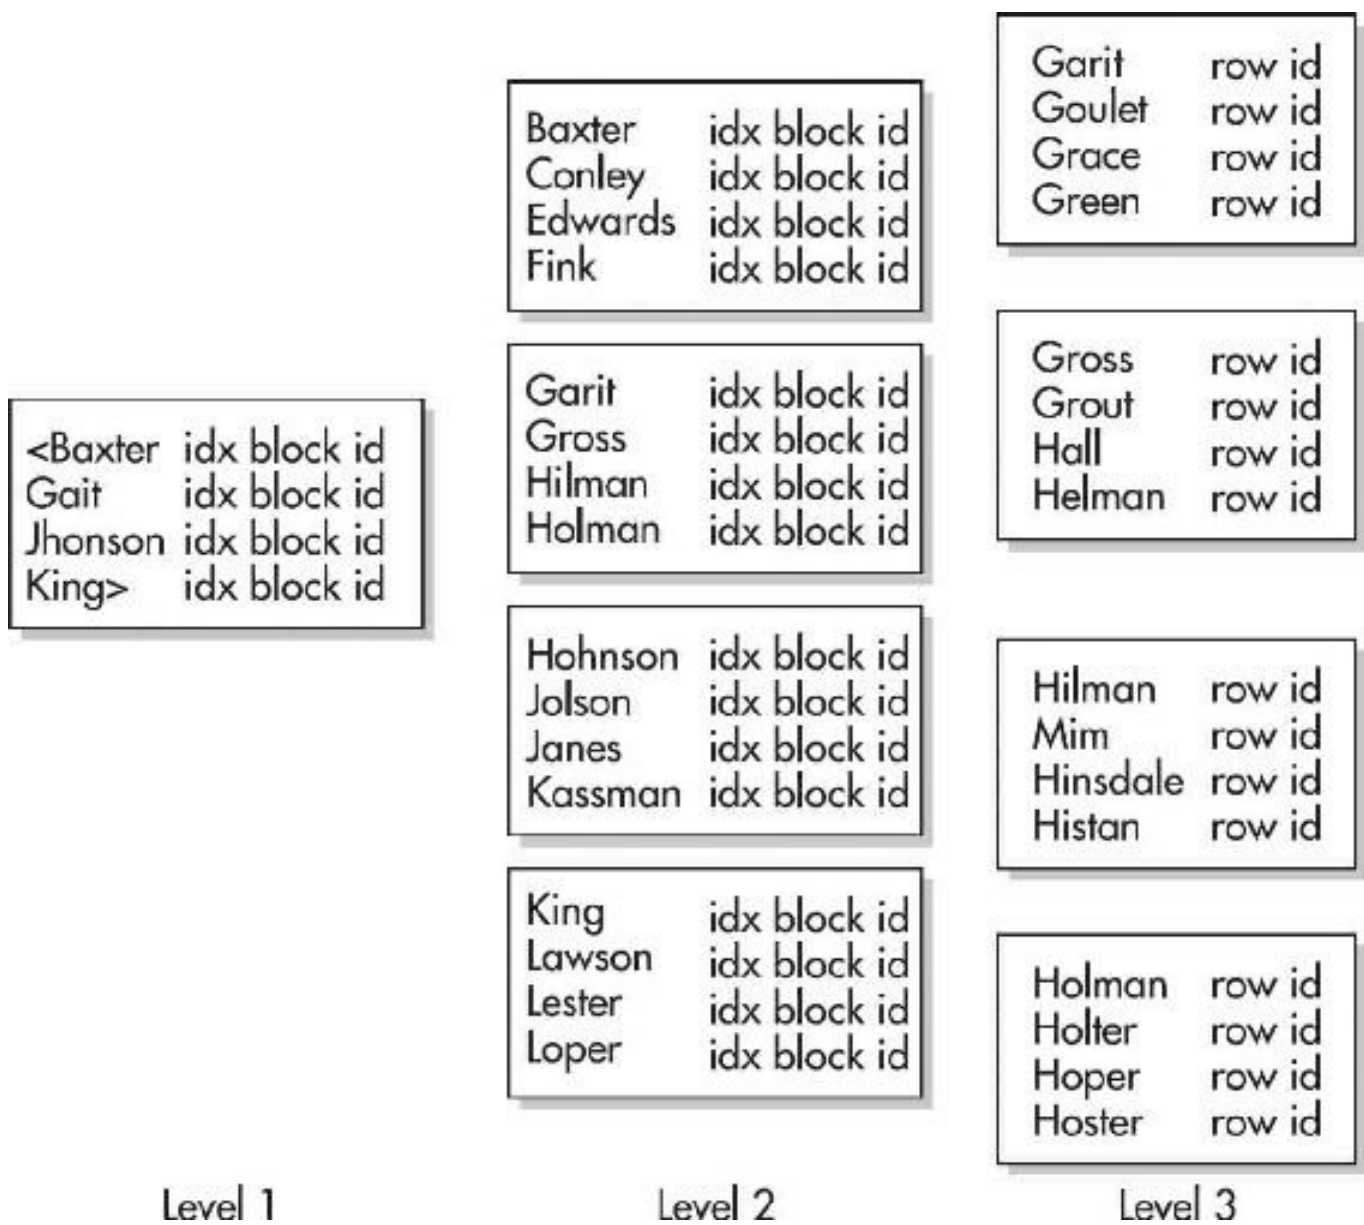 <Baxter idx block id
Gait idx block id
Jhonson idx block id
King> idx block id
Level 1
Baxter idx block id
Conley idx block id
Edwards idx block id
Fink idx block id
Garit idx block id
Gross idx block id
Hilman idx block id
Holman idx block id
Hohnson idx block id
Jolson idx block id
Janes idx block id
Kassman idx block id
King idx block id
Lawson idx block id
Lester idx block id
Loper idx block id
Level 2
Garit row id
Goulet row id
Grace row id
Green row id
Gross row id
Grout row id
Hall row id
Helman row id
Hilman row id
Mim row id
Hinsdale row id
Histan row id
Holman row id
Holter row id
Hoper row id
Hoster row id
Level 3